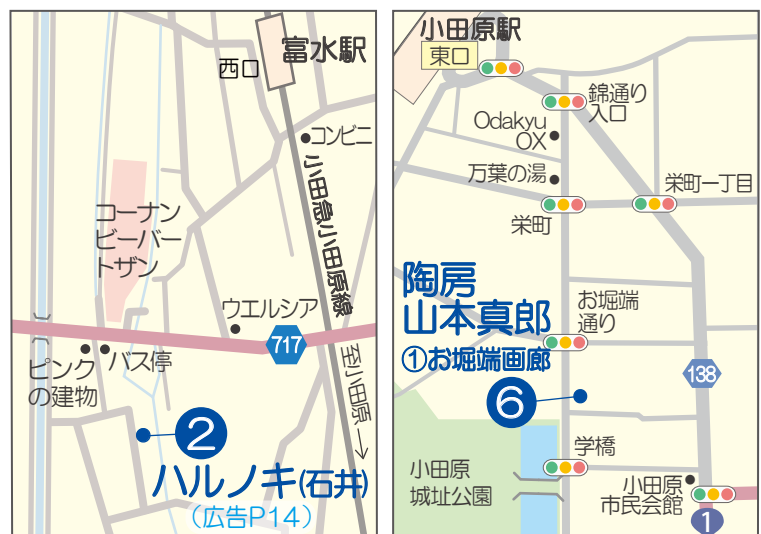 富水駅
西口
コンビニ
小田急小田原線
コーナン
ビーバー
トザン
ウエルシア
717
ピンク
の建物
バス停
至小田原→
2
ハルノキ(石井)
(広告P14)
小田原駅
東口
錦通り
入口
Odakyu
OX
万葉の湯
栄町一丁目
栄町
陶房
山本真郎
①お堀端画廊
お堀端
通り
138
6
学橋
小田原
城址公園
小田原
市民会館
1